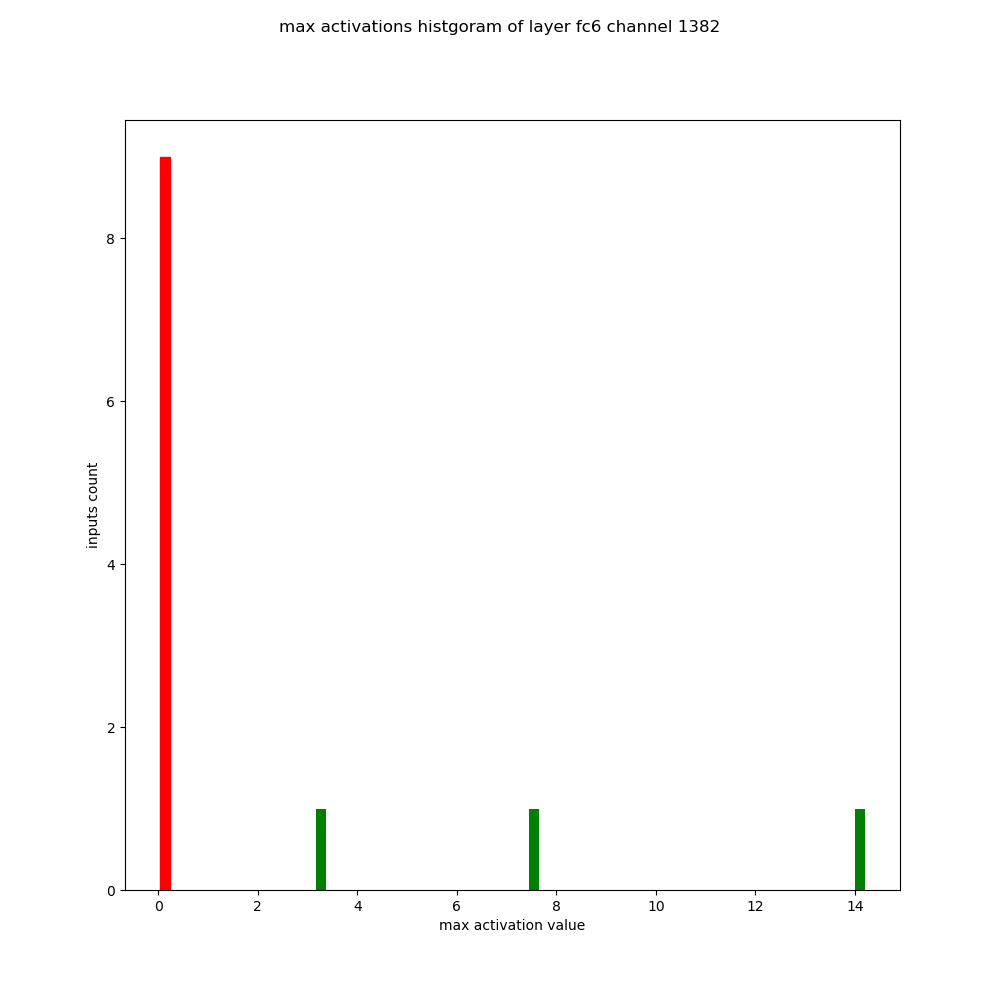 max activations histgoram of layer fc6 channel 1382
8
6
4
2
0
inputs count
0 2 4 6 8 10 12 14
max activation value